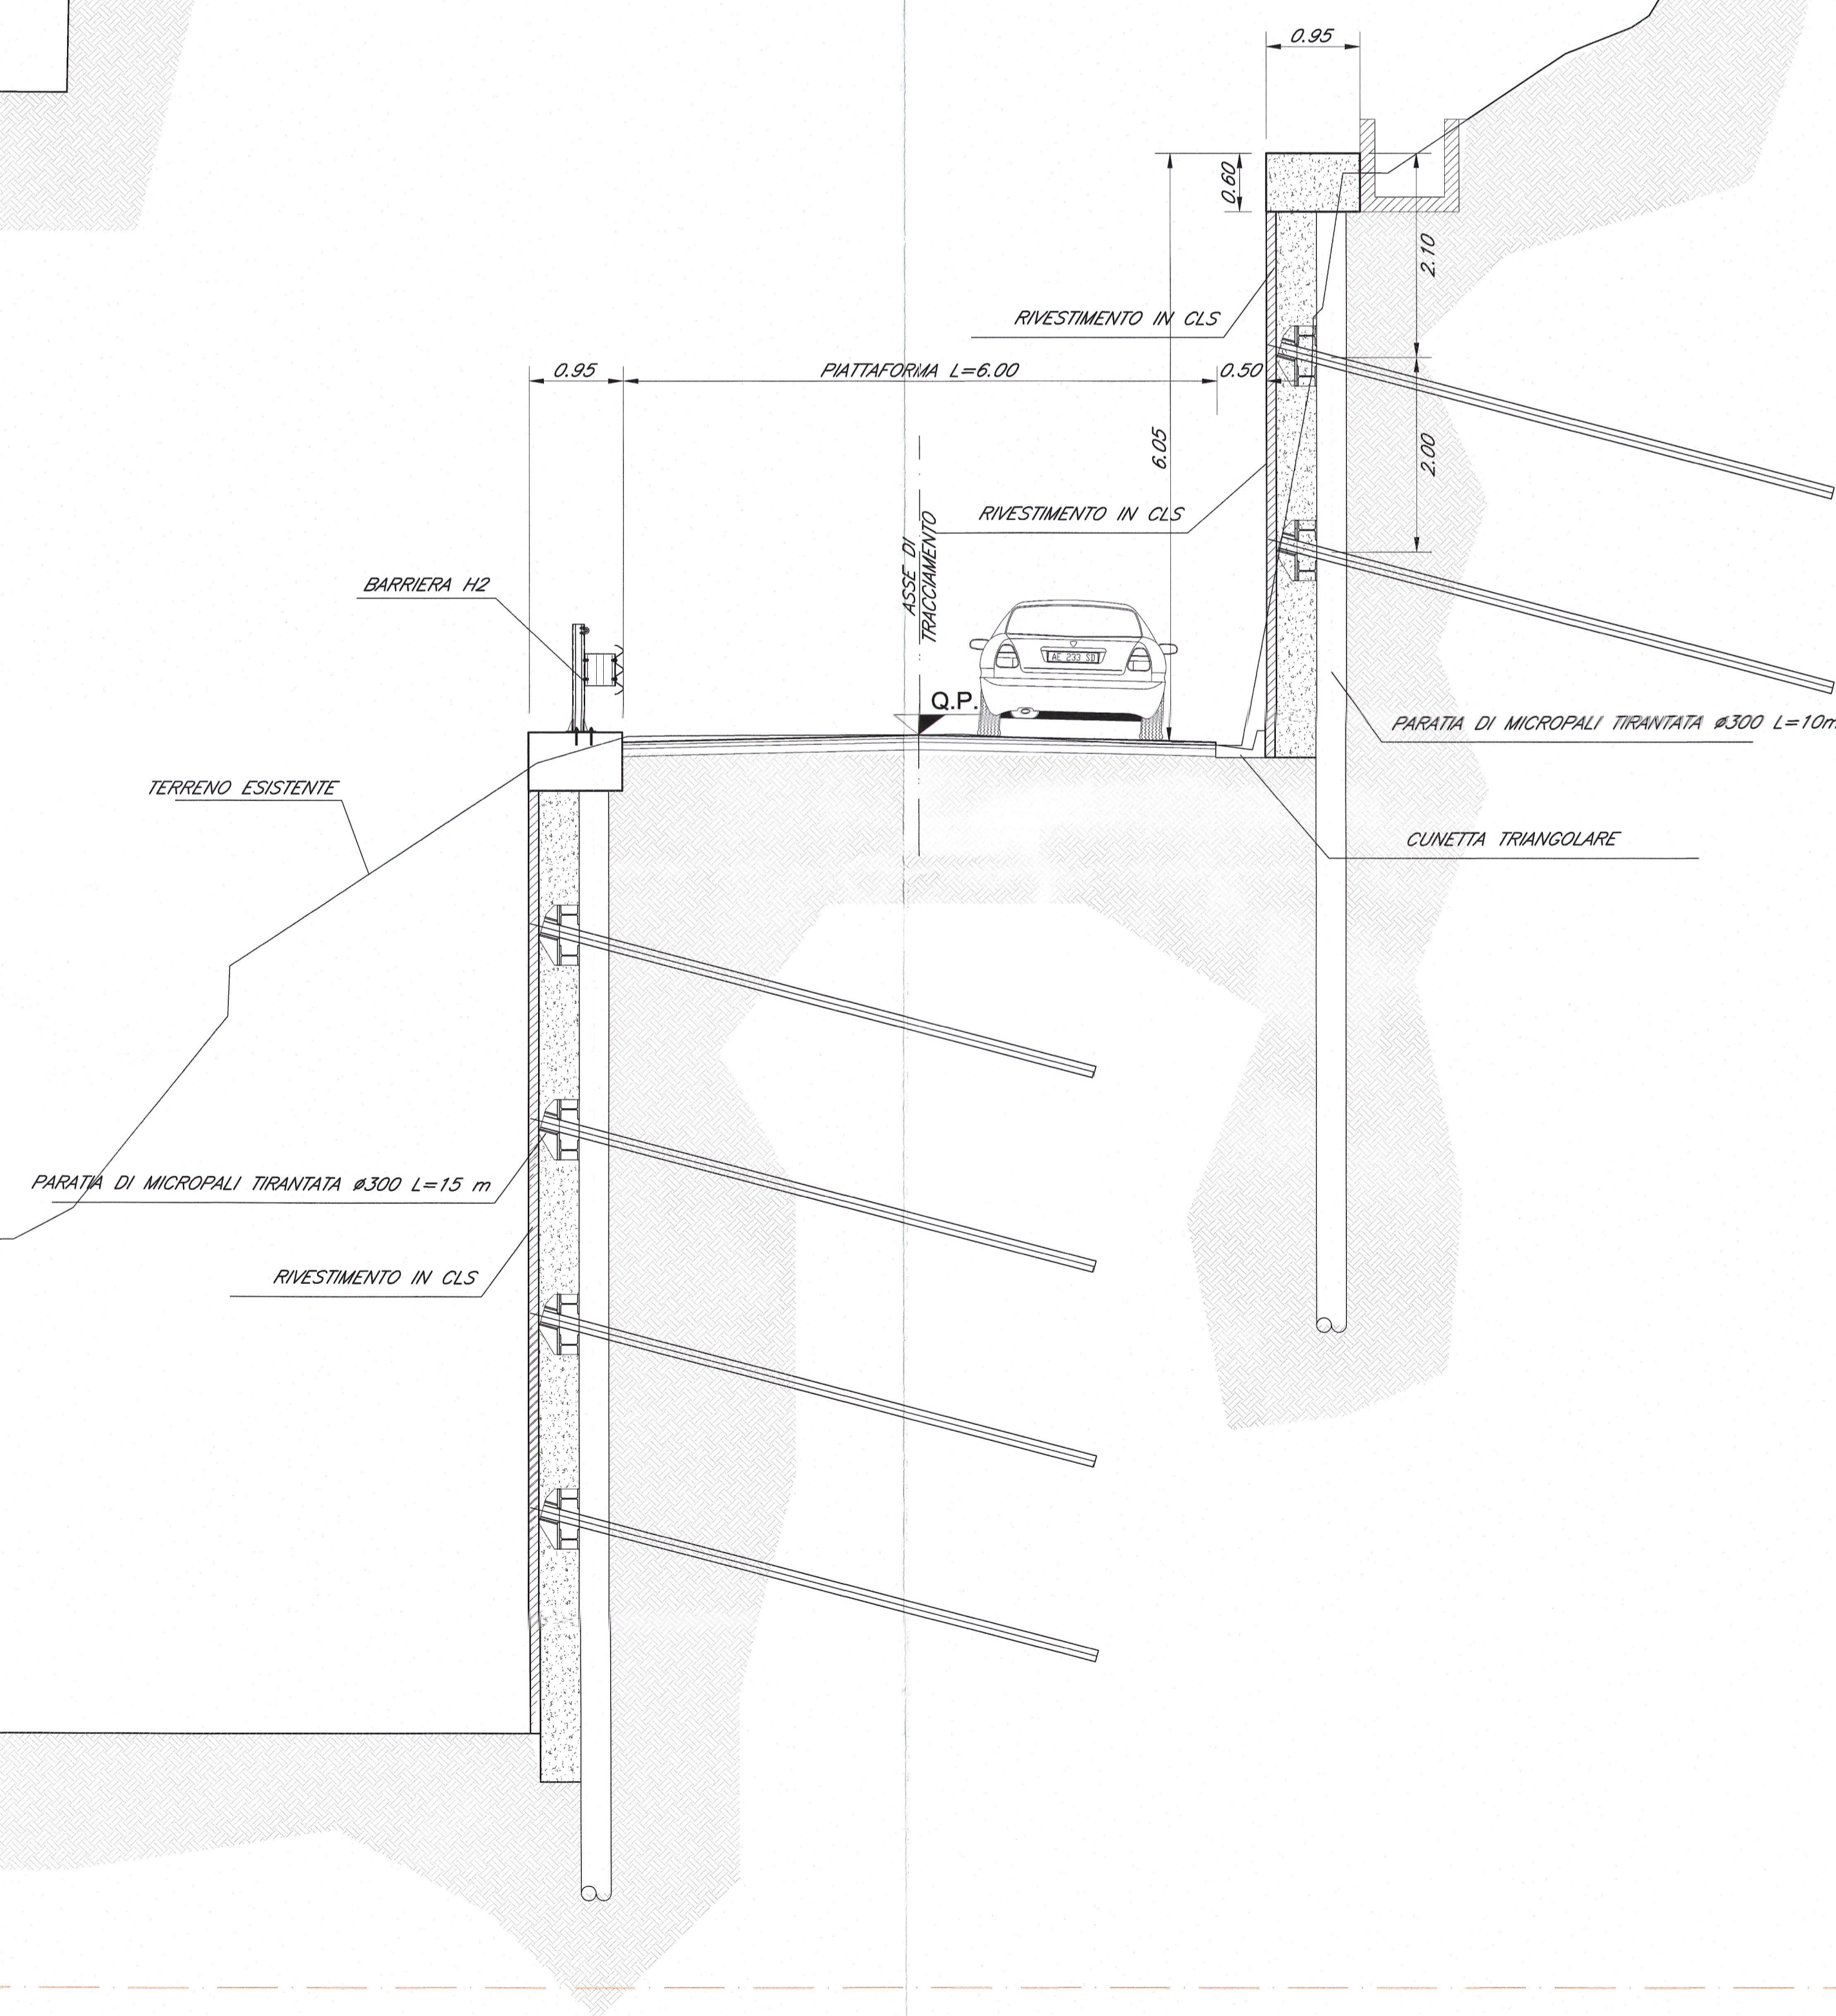 0.95
0.60
2.10
RIVESTIMENTO IN CLS
0.95
PIATTAFORMA L=6.00
0.50
6.05
2.00
RIVESTIMENTO IN CLS
ASSE DI
TRACCIAMENTO
BARRIERA H2
AE 233 SD
Q.P.
PARATIA DI MICROPALI TIRANTATA ø300 L=10m
TERRENO ESISTENTE
CUNETTA TRIANGOLARE
PARATIA DI MICROPALI TIRANTATA ø300 L=15 m
RIVESTIMENTO IN CLS